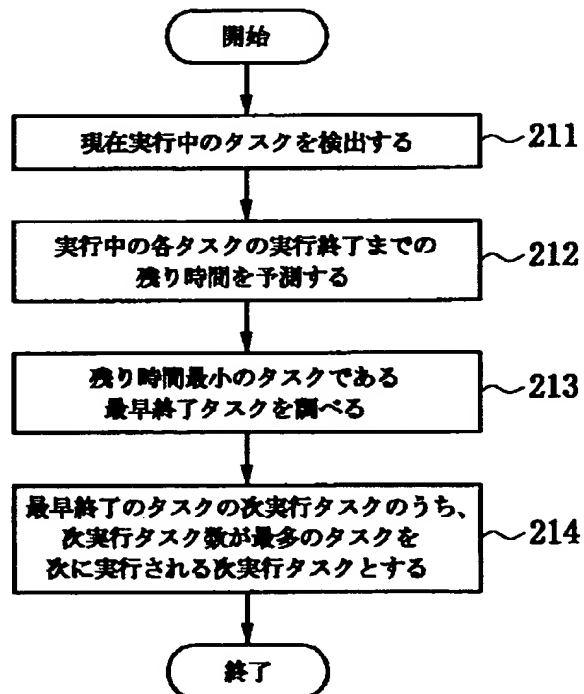 開始
現在実行中のタスクを検出する
211
実行中の各タスクの実行終了までの
残り時間を予測する
212
残り時間最小のタスクである
最早終了タスクを調べる
213
最早終了のタスクの次実行タスクのうち、
次実行タスク数が最多のタスクを
次に実行される次実行タスクとする
214
終了